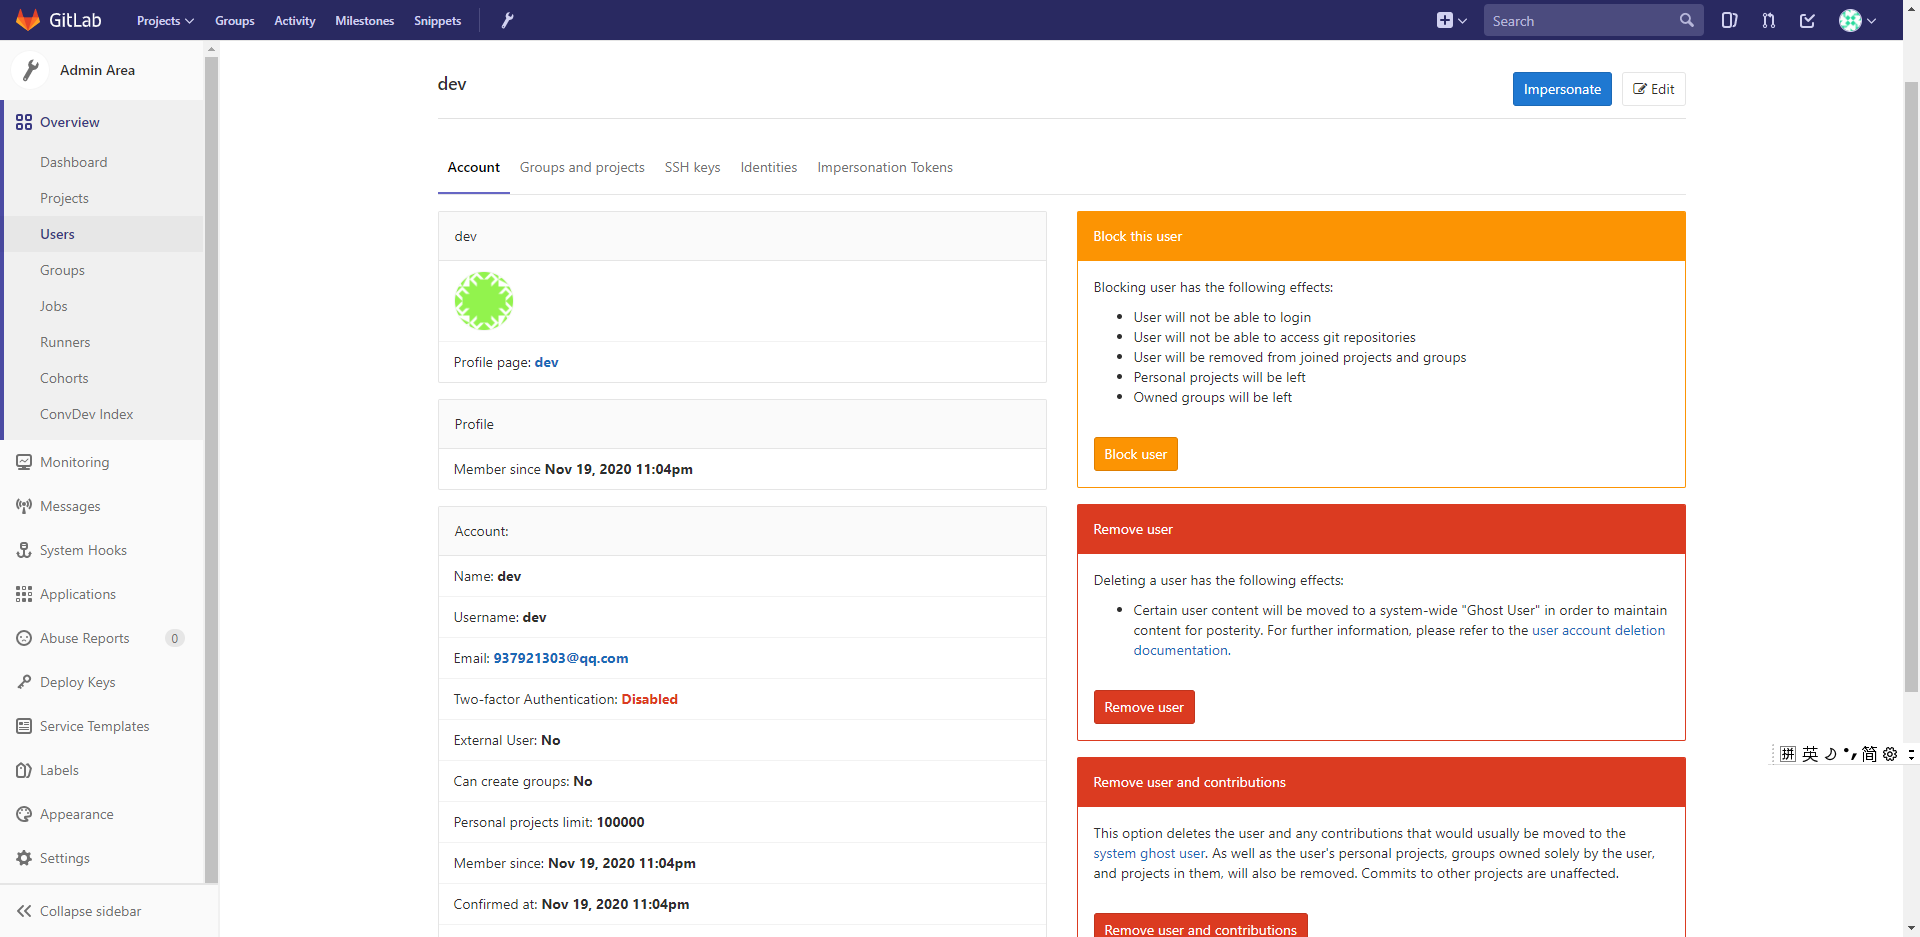 GitLab
Projects
Groups
Activity
Milestones
Snippets
Search
Admin Area
Overview
Dashboard
Projects
Users
Groups
Jobs
Runners
Cohorts
ConvDev Index
Monitoring
Messages
System Hooks
Applications
Abuse Reports 0
Deploy Keys
Service Templates
Labels
Appearance
Settings
Collapse sidebar
dev
Impersonate
Edit
Account
Groups and projects
SSH keys
Identities
Impersonation Tokens
dev
Profile page: dev
Profile
Member since Nov 19, 2020 11:04pm
Account:
Name: dev
Username: dev
Email: 937921303@qq.com
Two-factor Authentication: Disabled
External User: No
Can create groups: No
Personal projects limit: 100000
Member since: Nov 19, 2020 11:04pm
Confirmed at: Nov 19, 2020 11:04pm
Block this user
Blocking user has the following effects:
• User will not be able to login
• User will not be able to access git repositories
• User will be removed from joined projects and groups
• Personal projects will be left
• Owned groups will be left
Block user
Remove user
Deleting a user has the following effects:
• Certain user content will be moved to a system-wide "Ghost User" in order to maintain
content for posterity. For further information, please refer to the user account deletion
documentation.
Remove user
Remove user and contributions
This option deletes the user and any contributions that would usually be moved to the
system ghost user. As well as the user's personal projects, groups owned solely by the user,
and projects in them, will also be removed. Commits to other projects are unaffected.
Remove user and contributions
拼 英 简